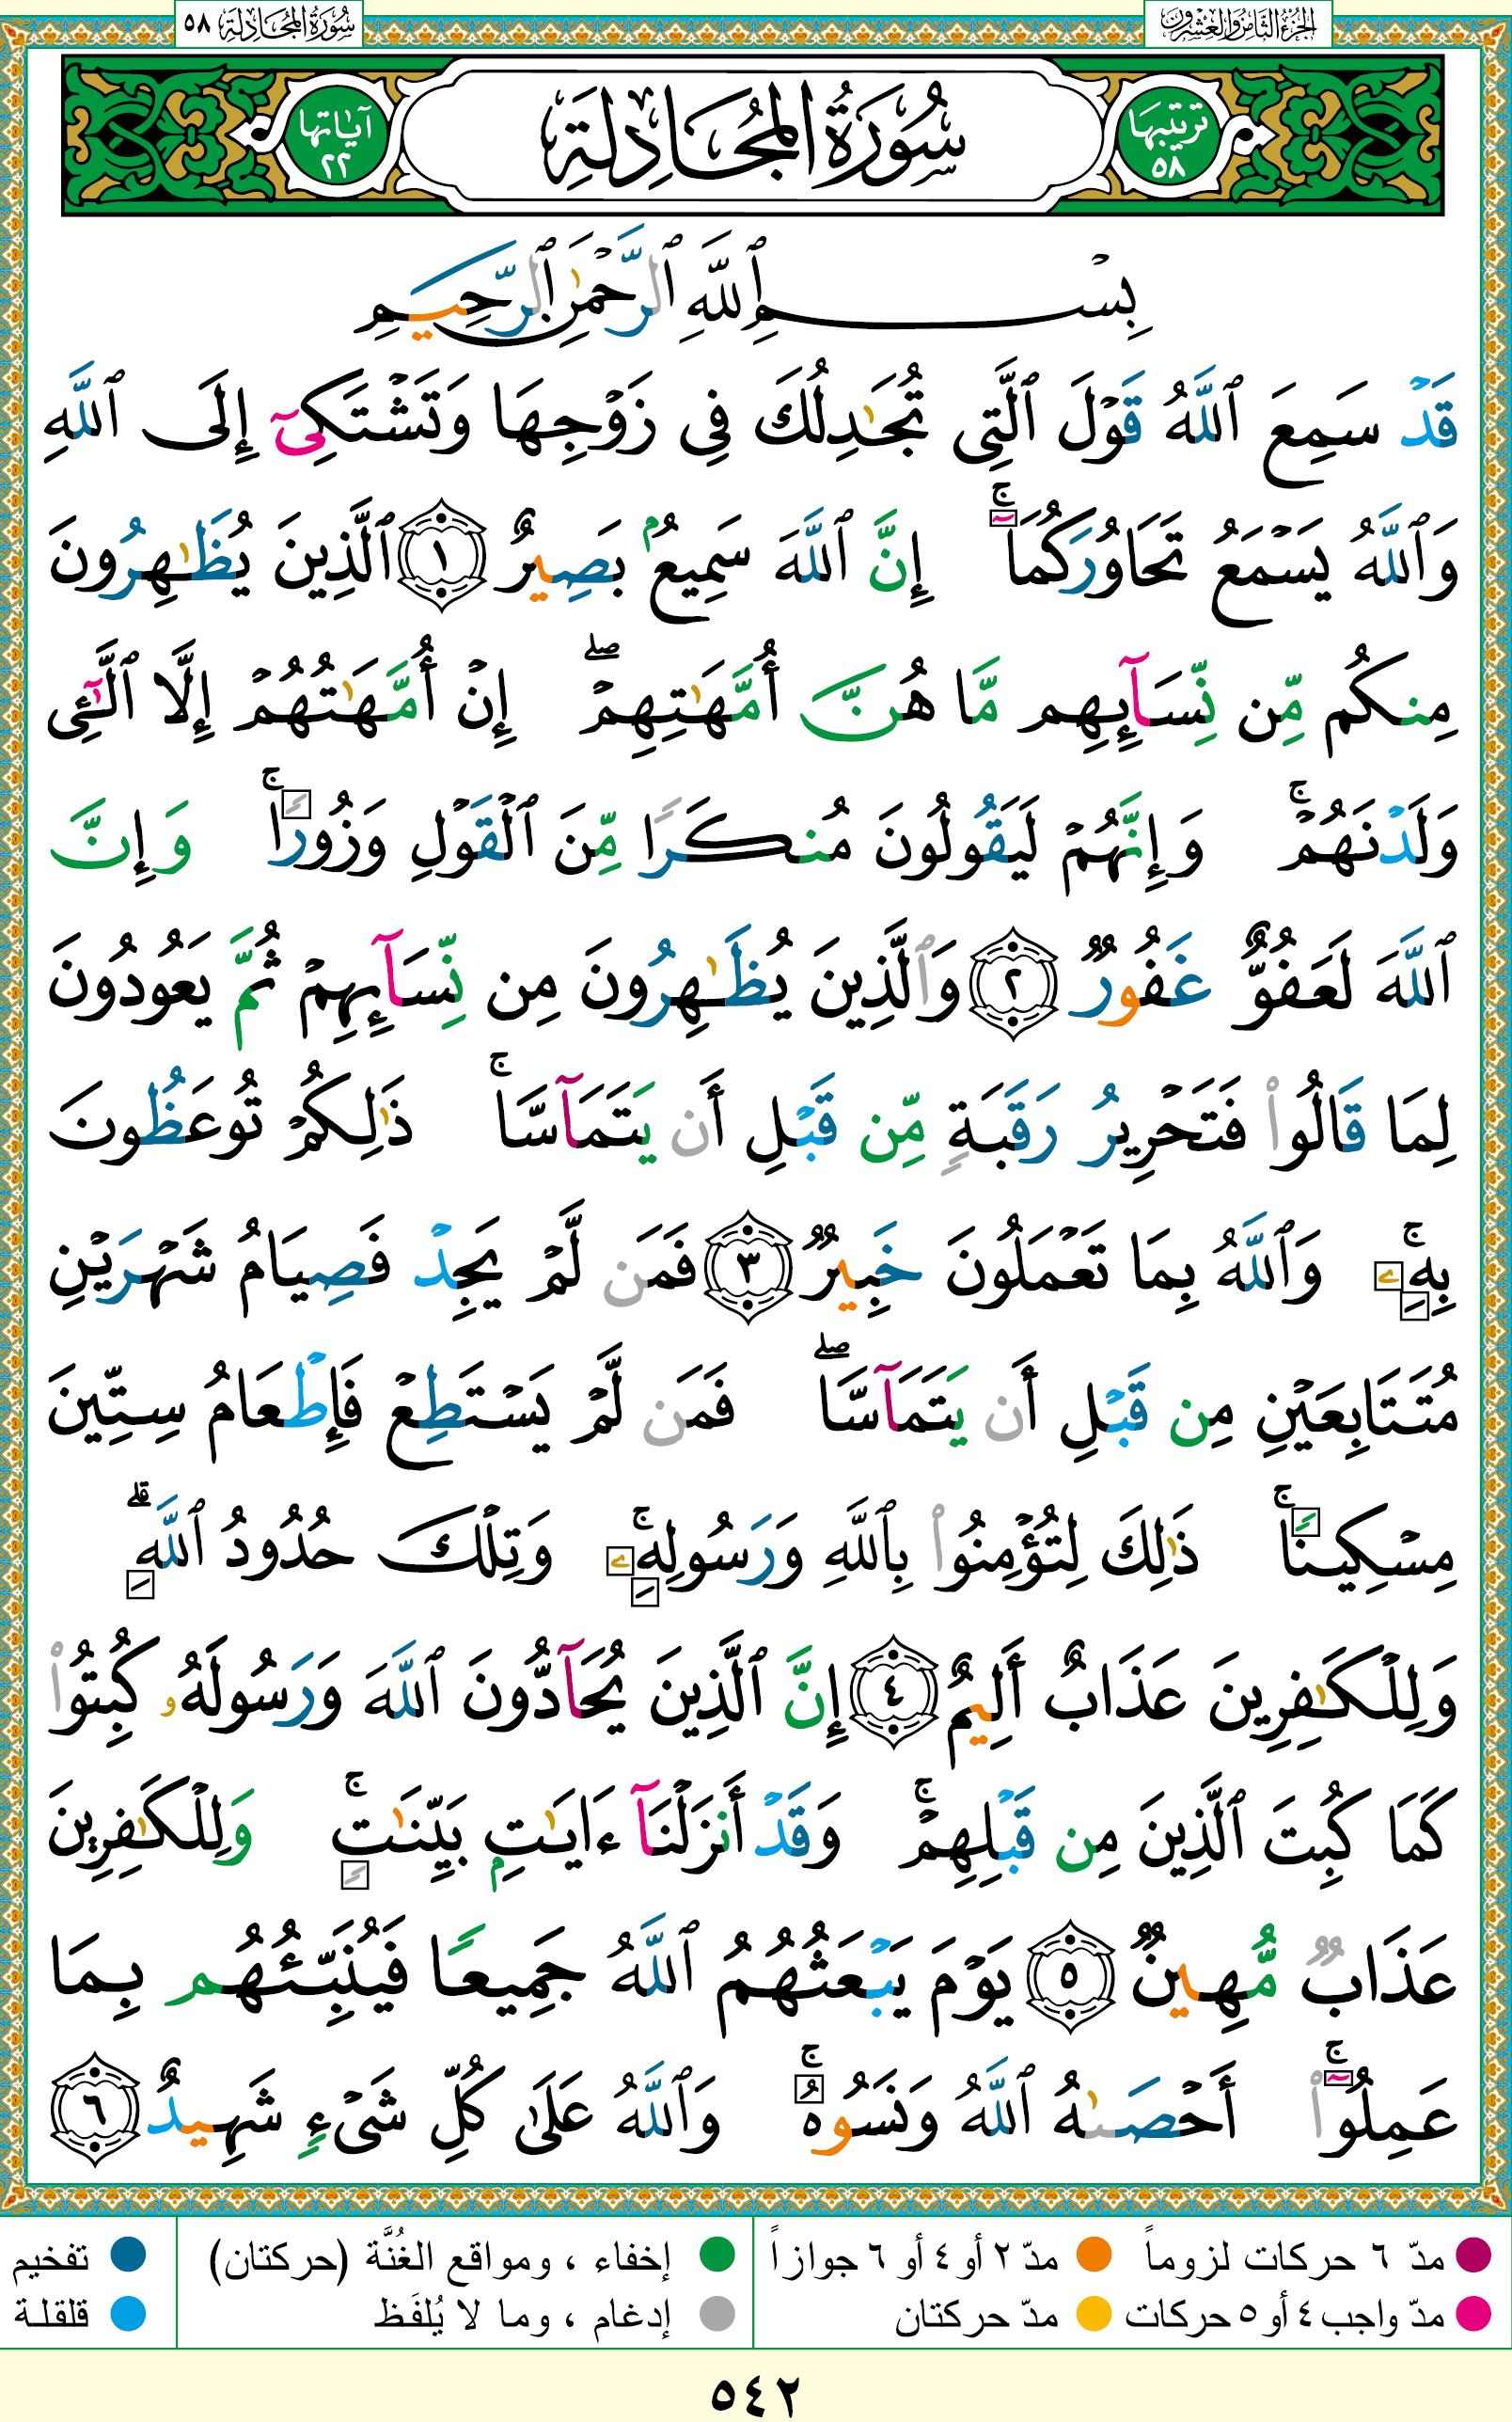 الجزء الثامن والعشرون
سورة المجادلة ٥٨
ترتيبها ٥٨
سُورَةُ المُجَادِلَةِ
آياتها ٢٢
بِسْمِ ٱللَّهِ ٱلرَّحْمَٰنِ ٱلرَّحِيمِ
قَدْ سَمِعَ ٱللَّهُ قَوْلَ ٱلَّتِى تُجَـٰدِلُكَ فِى زَوْجِهَا وَتَشْتَكِىٓ إِلَى ٱللَّهِ
وَٱللَّهُ يَسْمَعُ تَحَاوُرَكُمَآ ۚ إِنَّ ٱللَّهَ سَمِيعٌۢ بَصِيرٌ ﴿١﴾ ٱلَّذِينَ يُظَـٰهِرُونَ
مِنكُم مِّن نِّسَآئِهِم مَّا هُنَّ أُمَّهَـٰتِهِمْ ۖ إِنْ أُمَّهَـٰتُهُمْ إِلَّا ٱلَّـٰٓـِٔى
وَلَدْنَهُمْ ۚ وَإِنَّهُمْ لَيَقُولُونَ مُنكَرًا مِّنَ ٱلْقَوْلِ وَزُورًا ۚ وَإِنَّ
ٱللَّهَ لَعَفُوٌّ غَفُورٌ ﴿٢﴾ وَٱلَّذِينَ يُظَـٰهِرُونَ مِن نِّسَآئِهِمْ ثُمَّ يَعُودُونَ
لِمَا قَالُوا۟ فَتَحْرِيرُ رَقَبَةٍ مِّن قَبْلِ أَن يَتَمَآسَّا ۚ ذَٰلِكُمْ تُوعَظُونَ
بِهِۦ ۚ وَٱللَّهُ بِمَا تَعْمَلُونَ خَبِيرٌ ﴿٣﴾ فَمَن لَّمْ يَجِدْ فَصِيَامُ شَهْرَيْنِ
مُتَتَابِعَيْنِ مِن قَبْلِ أَن يَتَمَآسَّا ۖ فَمَن لَّمْ يَسْتَطِعْ فَإِطْعَامُ سِتِّينَ
مِسْكِينًا ۚ ذَٰلِكَ لِتُؤْمِنُوا۟ بِٱللَّهِ وَرَسُولِهِۦ ۚ وَتِلْكَ حُدُودُ ٱللَّهِ ۗ
وَلِلْكَـٰفِرِينَ عَذَابٌ أَلِيمٌ ﴿٤﴾ إِنَّ ٱلَّذِينَ يُحَآدُّونَ ٱللَّهَ وَرَسُولَهُۥ كُبِتُوا۟
كَمَا كُبِتَ ٱلَّذِينَ مِن قَبْلِهِمْ ۚ وَقَدْ أَنزَلْنَآ ءَايَـٰتٍۭ بَيِّنَـٰتٍ ۚ وَلِلْكَـٰفِرِينَ
عَذَابٌ مُّهِينٌ ﴿٥﴾ يَوْمَ يَبْعَثُهُمُ ٱللَّهُ جَمِيعًا فَيُنَبِّئُهُم بِمَا
عَمِلُوٓا۟ ۚ أَحْصَىٰهُ ٱللَّهُ وَنَسُوهُ ۚ وَٱللَّهُ عَلَىٰ كُلِّ شَىْءٍ شَهِيدٌ ﴿٦﴾
مدّ ٦ حركات لزوماً مدّ ٢ أو ٤ أو ٦ جوازاً إخفاء ، ومواقع الغُنَّة (حركتان) تفخيم
مدّ واجب ٤ أو ٥ حركات مدّ حركتان إدغام ، وما لا يُلفَظ قلقلة
٥٤٢